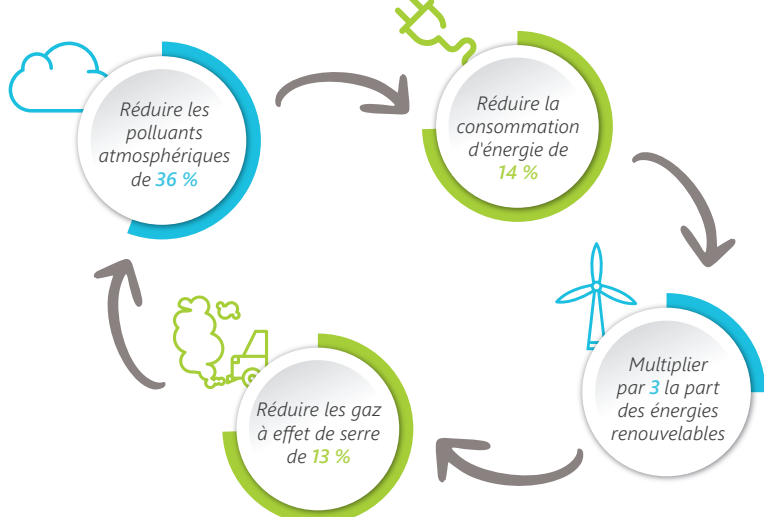 Réduire les
polluants
atmosphériques
de 36 %
Réduire la
consommation
d'énergie de
14 %
Multiplier
par 3 la part
des énergies
renouvelables
Réduire les gaz
à effet de serre
de 13 %